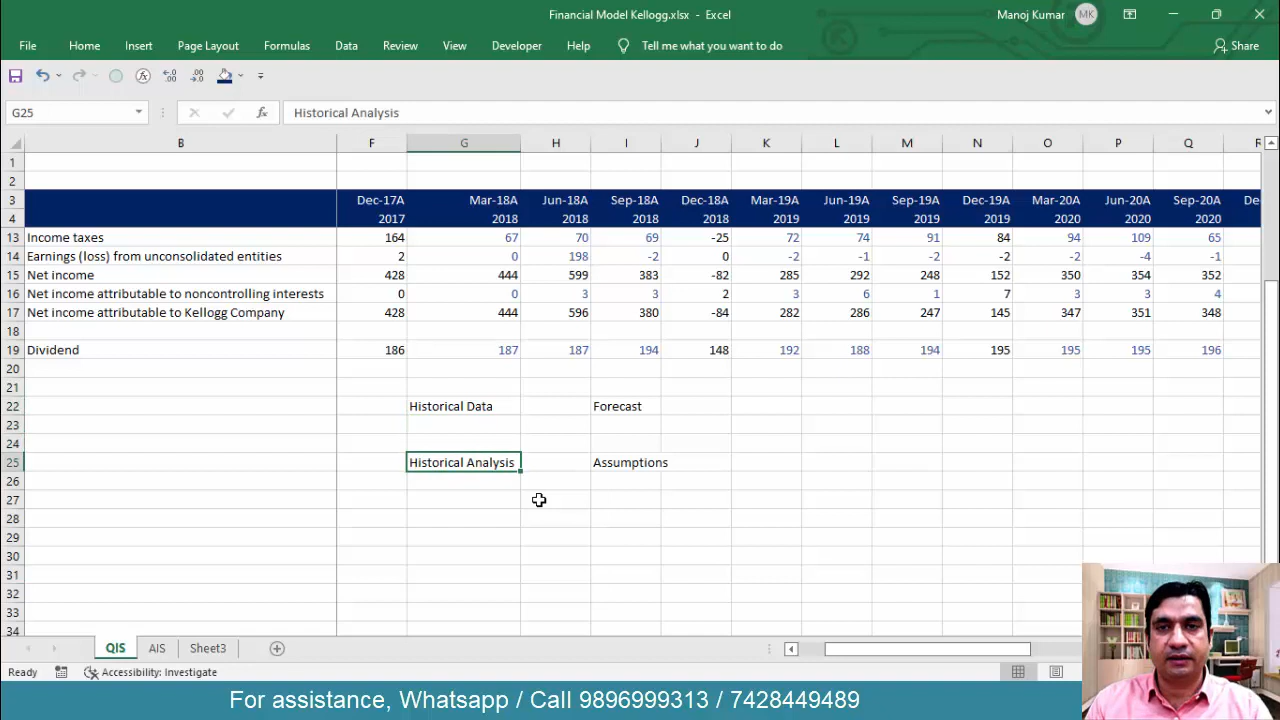 Financial Model Kellogg.xlsx - Excel
Manoj Kumar MK
File Home Insert Page Layout Formulas Data Review View Developer Help Tell me what you want to do Share
G25 fx Historical Analysis
B F G H I J K L M N O P Q R
1
2
3 Dec-17A Mar-18A Jun-18A Sep-18A Dec-18A Mar-19A Jun-19A Sep-19A Dec-19A Mar-20A Jun-20A Sep-20A De
4 2017 2018 2018 2018 2018 2019 2019 2019 2019 2020 2020 2020
13 Income taxes 164 67 70 69 -25 72 74 91 84 94 109 65
14 Earnings (loss) from unconsolidated entities 2 0 198 -2 0 -2 -1 -2 -2 -2 -4 -1
15 Net income 428 444 599 383 -82 285 292 248 152 350 354 352
16 Net income attributable to noncontrolling interests 0 0 3 3 2 3 6 1 7 3 3 4
17 Net income attributable to Kellogg Company 428 444 596 380 -84 282 286 247 145 347 351 348
18
19 Dividend 186 187 187 194 148 192 188 194 195 195 195 196
20
21
22 Historical Data Forecast
23
24
25 Historical Analysis Assumptions
26
27
28
29
30
31
32
33
34
QIS AIS Sheet3
Ready Accessibility: Investigate
For assistance, Whatsapp / Call 9896999313 / 7428449489